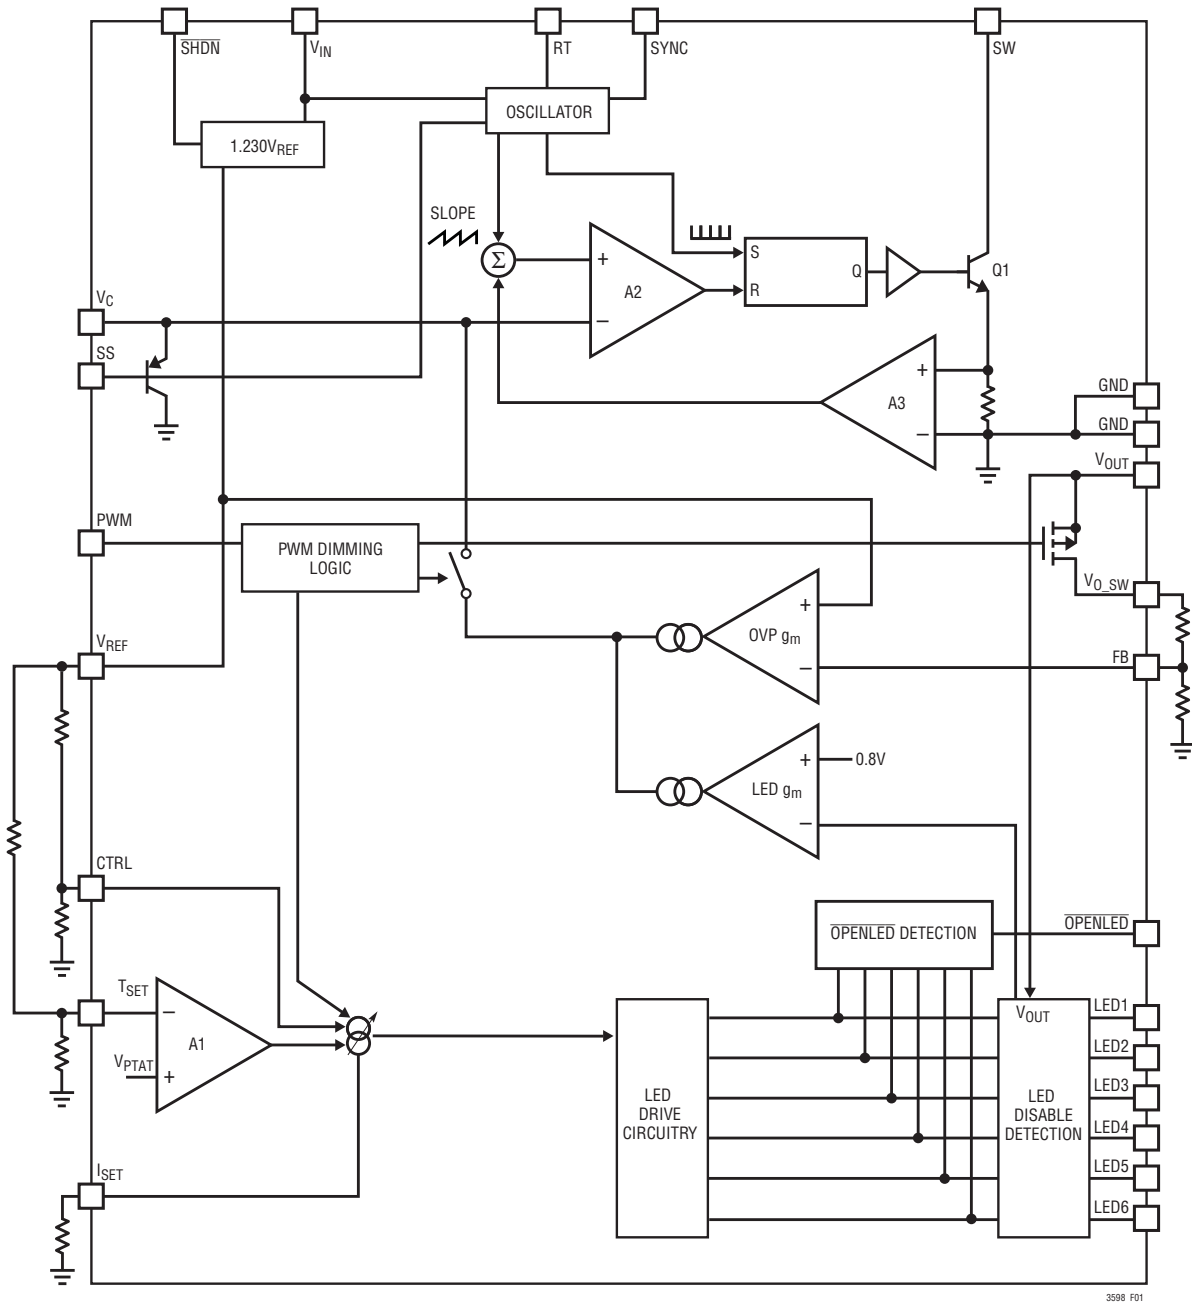 SHDN
VIN
RT
SYNC
SW
OSCILLATOR
1.230VREF
SLOPE
Σ
+
A2
−
S
R
Q
Q1
VC
SS
+
A3
−
GND
GND
VOUT
PWM
PWM DIMMING
LOGIC
VO_SW
+
OVP gm
−
FB
VREF
+
0.8V
LED gm
−
CTRL
OPENLED DETECTION
OPENLED
TSET
−
A1
VPTAT
+
VOUT
LED1
LED2
LED3
LED4
LED5
LED6
LED
DRIVE
CIRCUITRY
LED
DISABLE
DETECTION
ISET
3598 F01